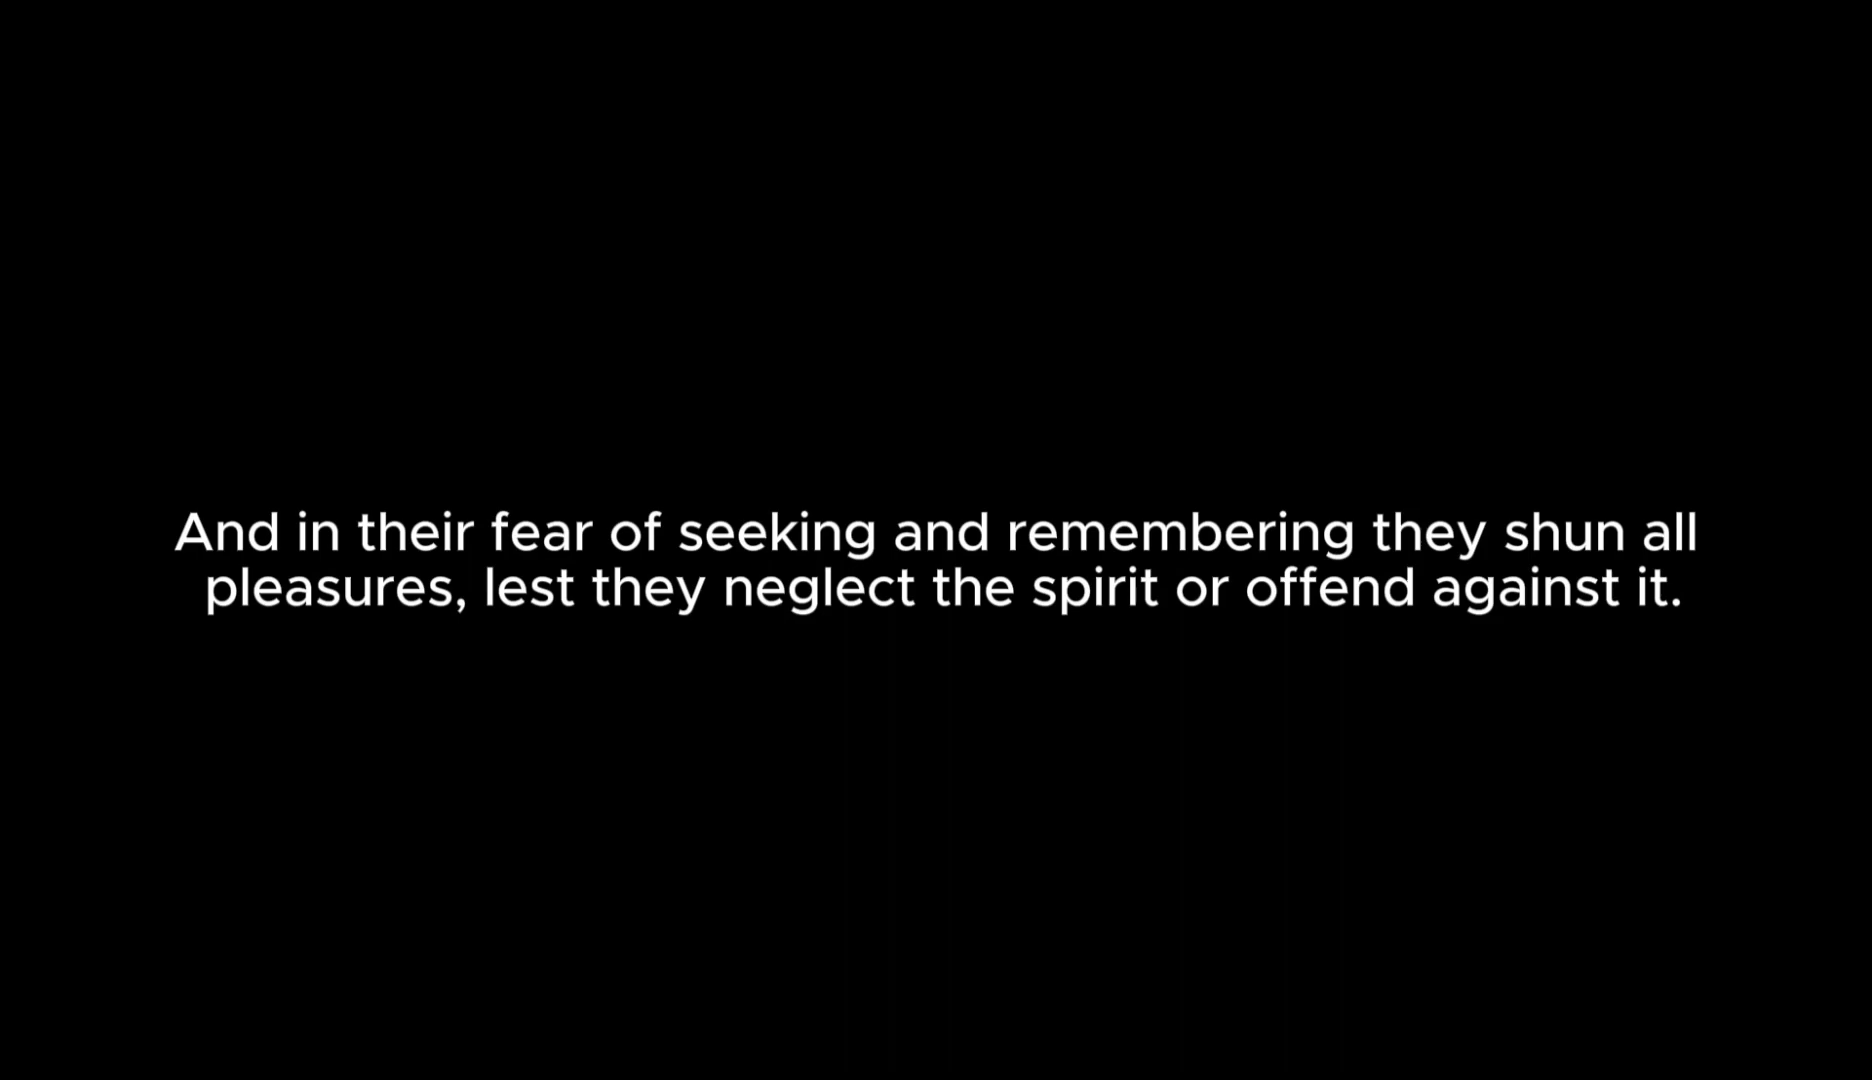 And in their fear of seeking and remembering they shun all
pleasures, lest they neglect the spirit or offend against it.